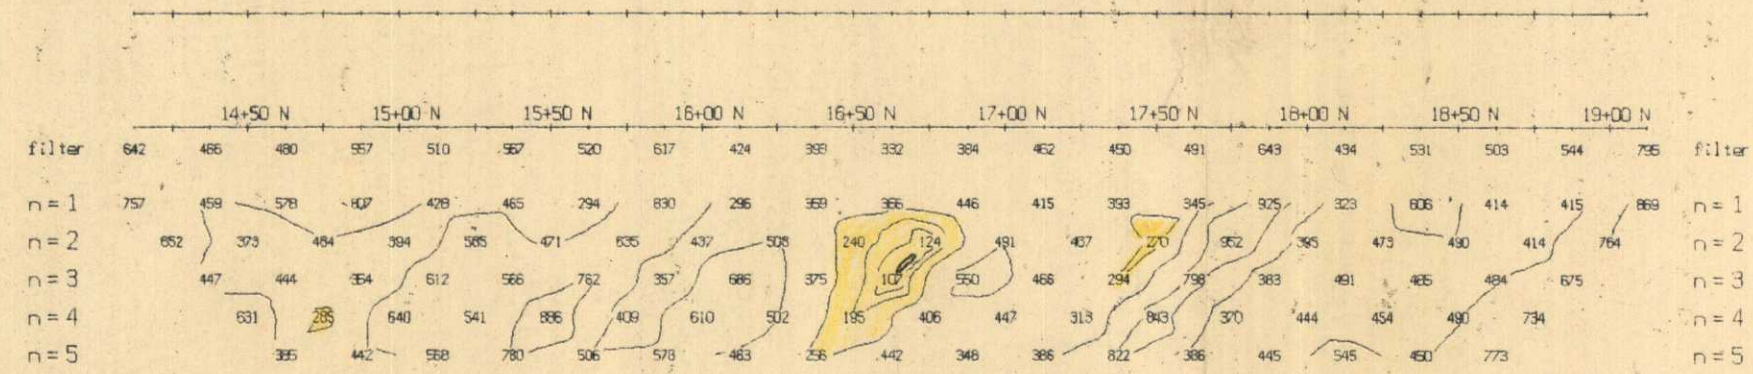 14+50 N 15+00 N 15+50 N 16+00 N 16+50 N 17+00 N 17+50 N 18+00 N 18+50 N 19+00 N
filter 642 466 480 557 510 567 520 617 424 393 332 384 462 450 491 643 434 531 503 544 795 filter
n = 1 757 459 578 807 428 465 294 830 296 359 366 446 415 393 345 925 323 606 414 415 869 n = 1
n = 2 652 373 464 394 585 471 635 437 508 240 124 491 467 270 952 395 473 490 414 764 n = 2
n = 3 447 444 364 612 566 762 357 686 375 107 550 466 294 798 383 491 485 484 675 n = 3
n = 4 631 285 640 541 886 409 610 502 195 406 447 313 843 370 444 454 490 734 n = 4
n = 5 385 442 568 780 506 578 463 256 442 348 386 822 386 445 545 450 773 n = 5